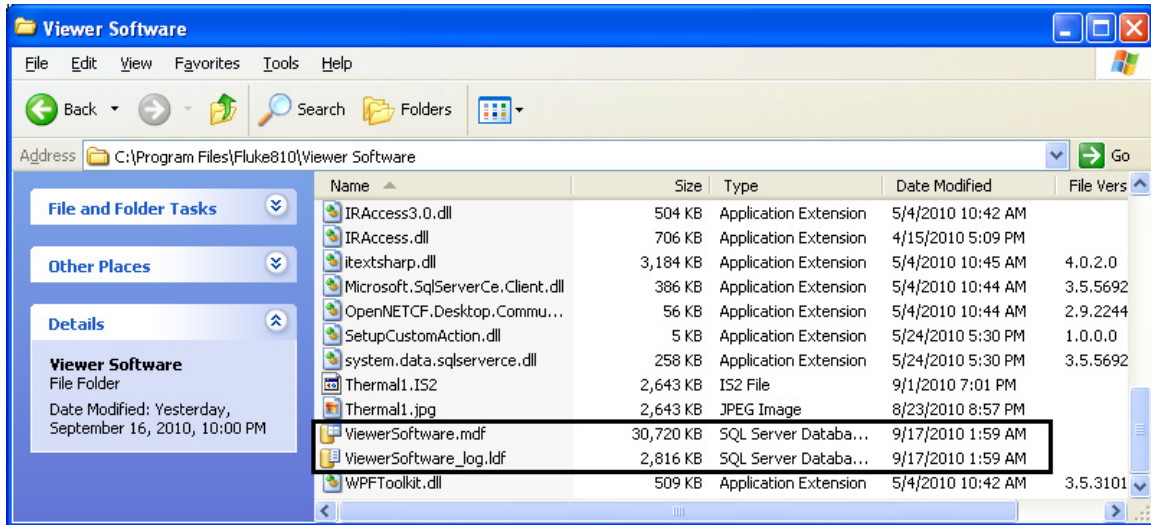 Viewer Software
File Edit View Favorites Tools Help
Back Search Folders
Address C:\Program Files\Fluke810\Viewer Software Go
File and Folder Tasks
Other Places
Details
Viewer Software
File Folder
Date Modified: Yesterday,
September 16, 2010, 10:00 PM
Name Size Type Date Modified File Vers
IRAccess3.0.dll 504 KB Application Extension 5/4/2010 10:42 AM
IRAccess.dll 706 KB Application Extension 4/15/2010 5:09 PM
itextsharp.dll 3,184 KB Application Extension 5/4/2010 10:45 AM 4.0.2.0
Microsoft.SqlServerCe.Client.dll 386 KB Application Extension 5/4/2010 10:44 AM 3.5.5692
OpenNETCF.Desktop.Commu... 56 KB Application Extension 5/4/2010 10:44 AM 2.9.2244
SetupCustomAction.dll 5 KB Application Extension 5/24/2010 5:30 PM 1.0.0.0
system.data.sqlserverce.dll 258 KB Application Extension 5/24/2010 5:30 PM 3.5.5692
Thermal1.IS2 2,643 KB IS2 File 9/1/2010 7:01 PM
Thermal1.jpg 2,643 KB JPEG Image 8/23/2010 8:57 PM
ViewerSoftware.mdf 30,720 KB SQL Server Databa... 9/17/2010 1:59 AM
ViewerSoftware_log.ldf 2,816 KB SQL Server Databa... 9/17/2010 1:59 AM
WPFToolkit.dll 509 KB Application Extension 5/4/2010 10:42 AM 3.5.3101